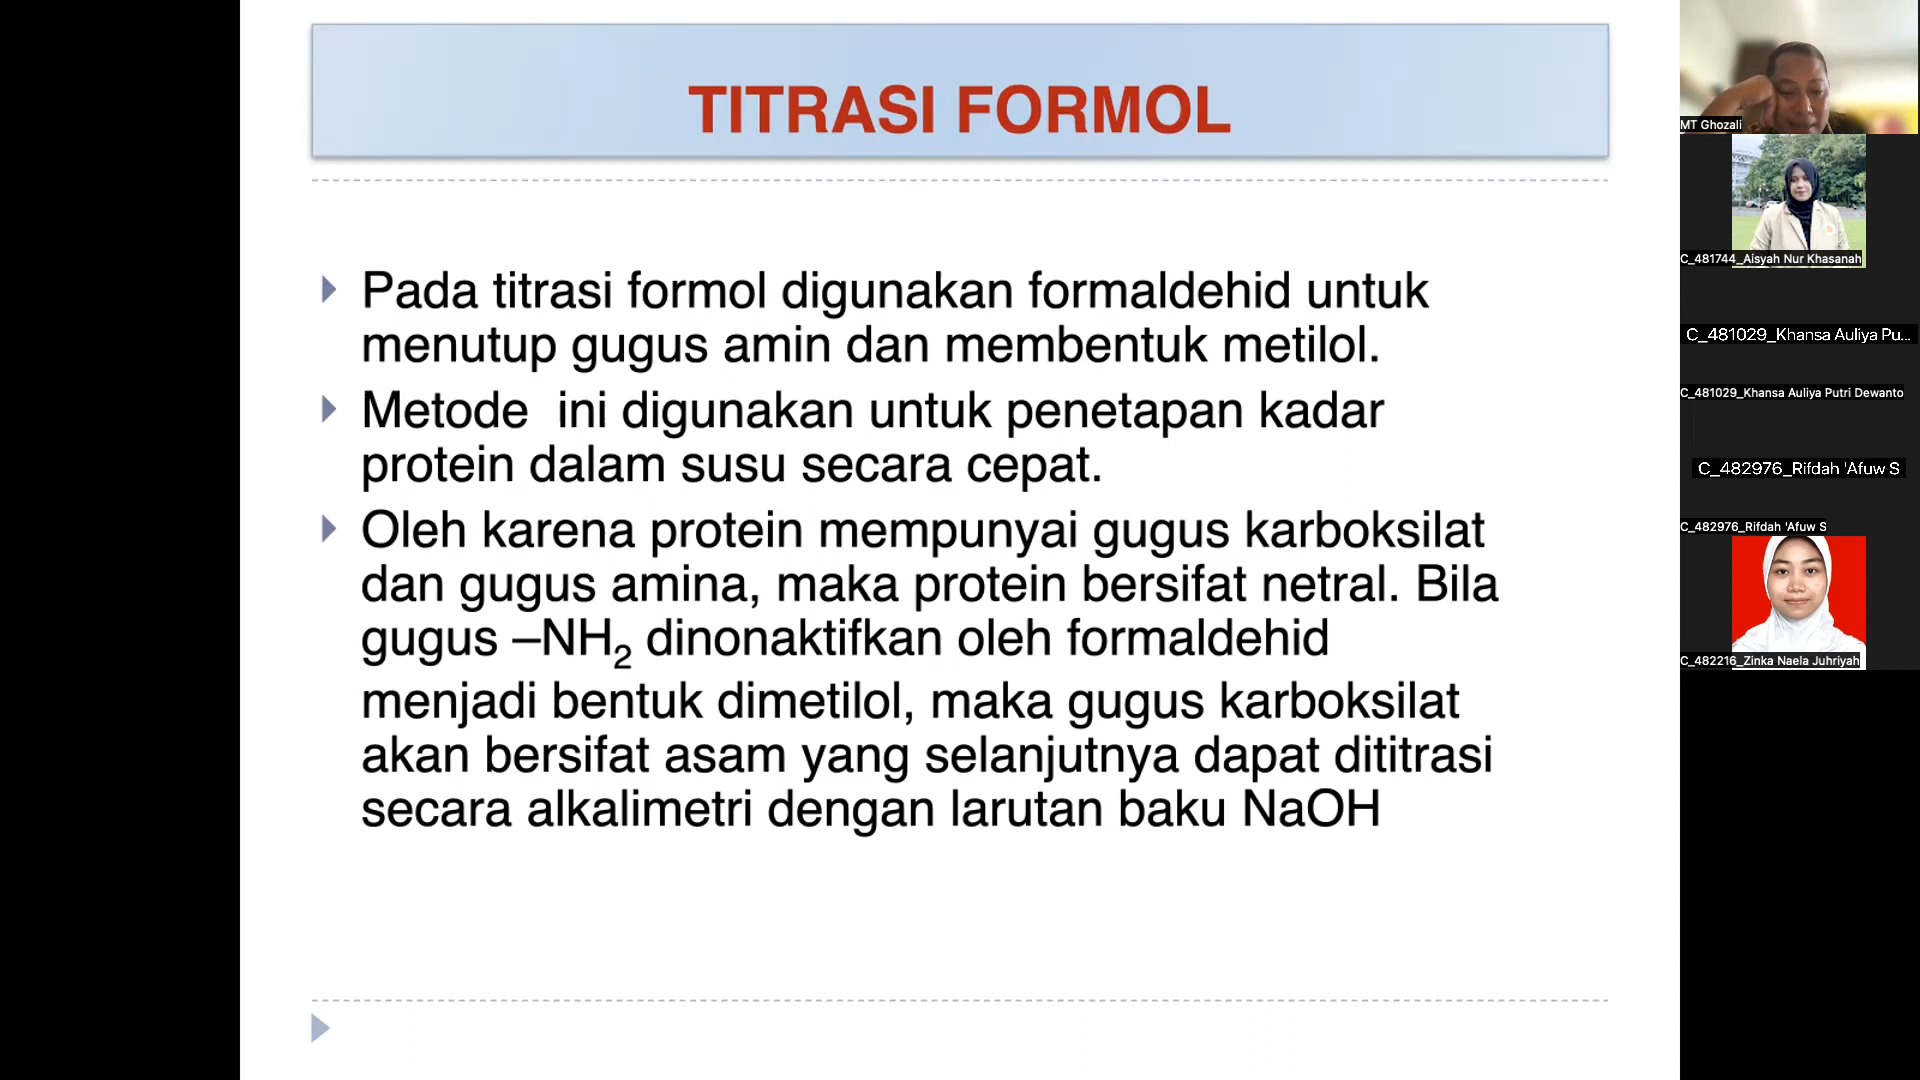 TITRASI FORMOL
Pada titrasi formol digunakan formaldehid untuk
menutup gugus amin dan membentuk metilol.
Metode  ini digunakan untuk penetapan kadar
protein dalam susu secara cepat.
Oleh karena protein mempunyai gugus karboksilat
dan gugus amina, maka protein bersifat netral. Bila
gugus –NH₂ dinonaktifkan oleh formaldehid
menjadi bentuk dimetilol, maka gugus karboksilat
akan bersifat asam yang selanjutnya dapat dititrasi
secara alkalimetri dengan larutan baku NaOH
MT Ghozali
C_481744_Aisyah Nur Khasanah
C_481029_Khansa Auliya Pu...
C_481029_Khansa Auliya Putri Dewanto
C_482976_Rifdah 'Afuw S
C_482976_Rifdah 'Afuw S
C_482216_Zinka Naela Juhriyah